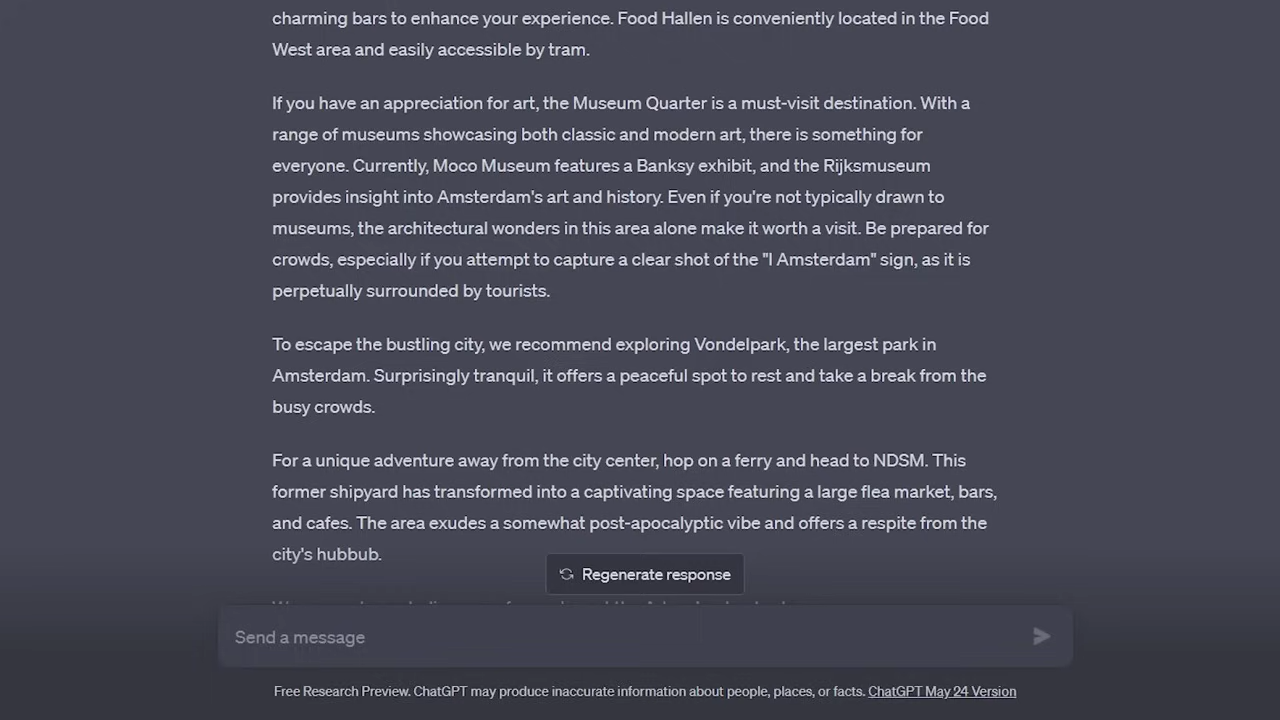 charming bars to enhance your experience. Food Hallen is conveniently located in the Food
West area and easily accessible by tram.
If you have an appreciation for art, the Museum Quarter is a must-visit destination. With a
range of museums showcasing both classic and modern art, there is something for
everyone. Currently, Moco Museum features a Banksy exhibit, and the Rijksmuseum
provides insight into Amsterdam's art and history. Even if you're not typically drawn to
museums, the architectural wonders in this area alone make it worth a visit. Be prepared for
crowds, especially if you attempt to capture a clear shot of the "I Amsterdam" sign, as it is
perpetually surrounded by tourists.
To escape the bustling city, we recommend exploring Vondelpark, the largest park in
Amsterdam. Surprisingly tranquil, it offers a peaceful spot to rest and take a break from the
busy crowds.
For a unique adventure away from the city center, hop on a ferry and head to NDSM. This
former shipyard has transformed into a captivating space featuring a large flea market, bars,
and cafes. The area exudes a somewhat post-apocalyptic vibe and offers a respite from the
city's hubbub.
Regenerate response
Send a message
Free Research Preview. ChatGPT may produce inaccurate information about people, places, or facts. ChatGPT May 24 Version